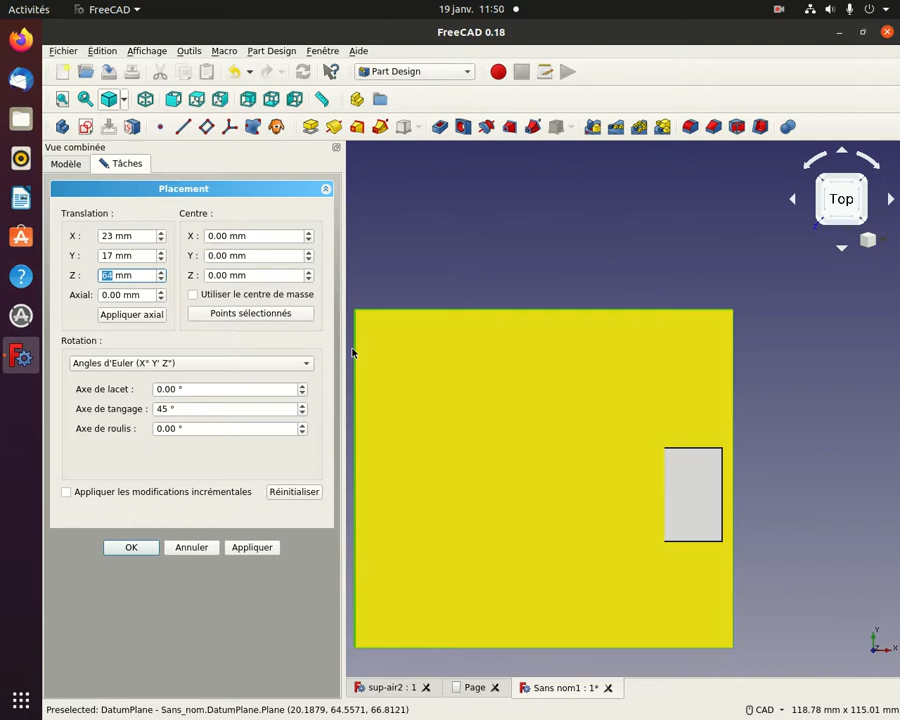 Activités
FreeCAD
19 janv. 11:50
FreeCAD 0.18
Fichier Édition Affichage Outils Macro Part Design Fenêtre Aide
Part Design
Vue combinée
Modèle Tâches
Placement
Translation : Centre :
X : 23 mm X : 0.00 mm
Y : 17 mm Y : 0.00 mm
Z : 64 mm Z : 0.00 mm
Axial: 0.00 mm Utiliser le centre de masse
Appliquer axial Points sélectionnés
Rotation :
Angles d'Euler (X° Y' Z")
Axe de lacet : 0.00 °
Axe de tangage : 45 °
Axe de roulis : 0.00 °
Appliquer les modifications incrémentales Réinitialiser
OK Annuler Appliquer
Top
Z
Y
Z X
sup-air2 : 1 Page Sans nom1 : 1*
Preselected: DatumPlane - Sans_nom.DatumPlane.Plane (20.1879, 64.5571, 66.8121) CAD 118.78 mm x 115.01 mm